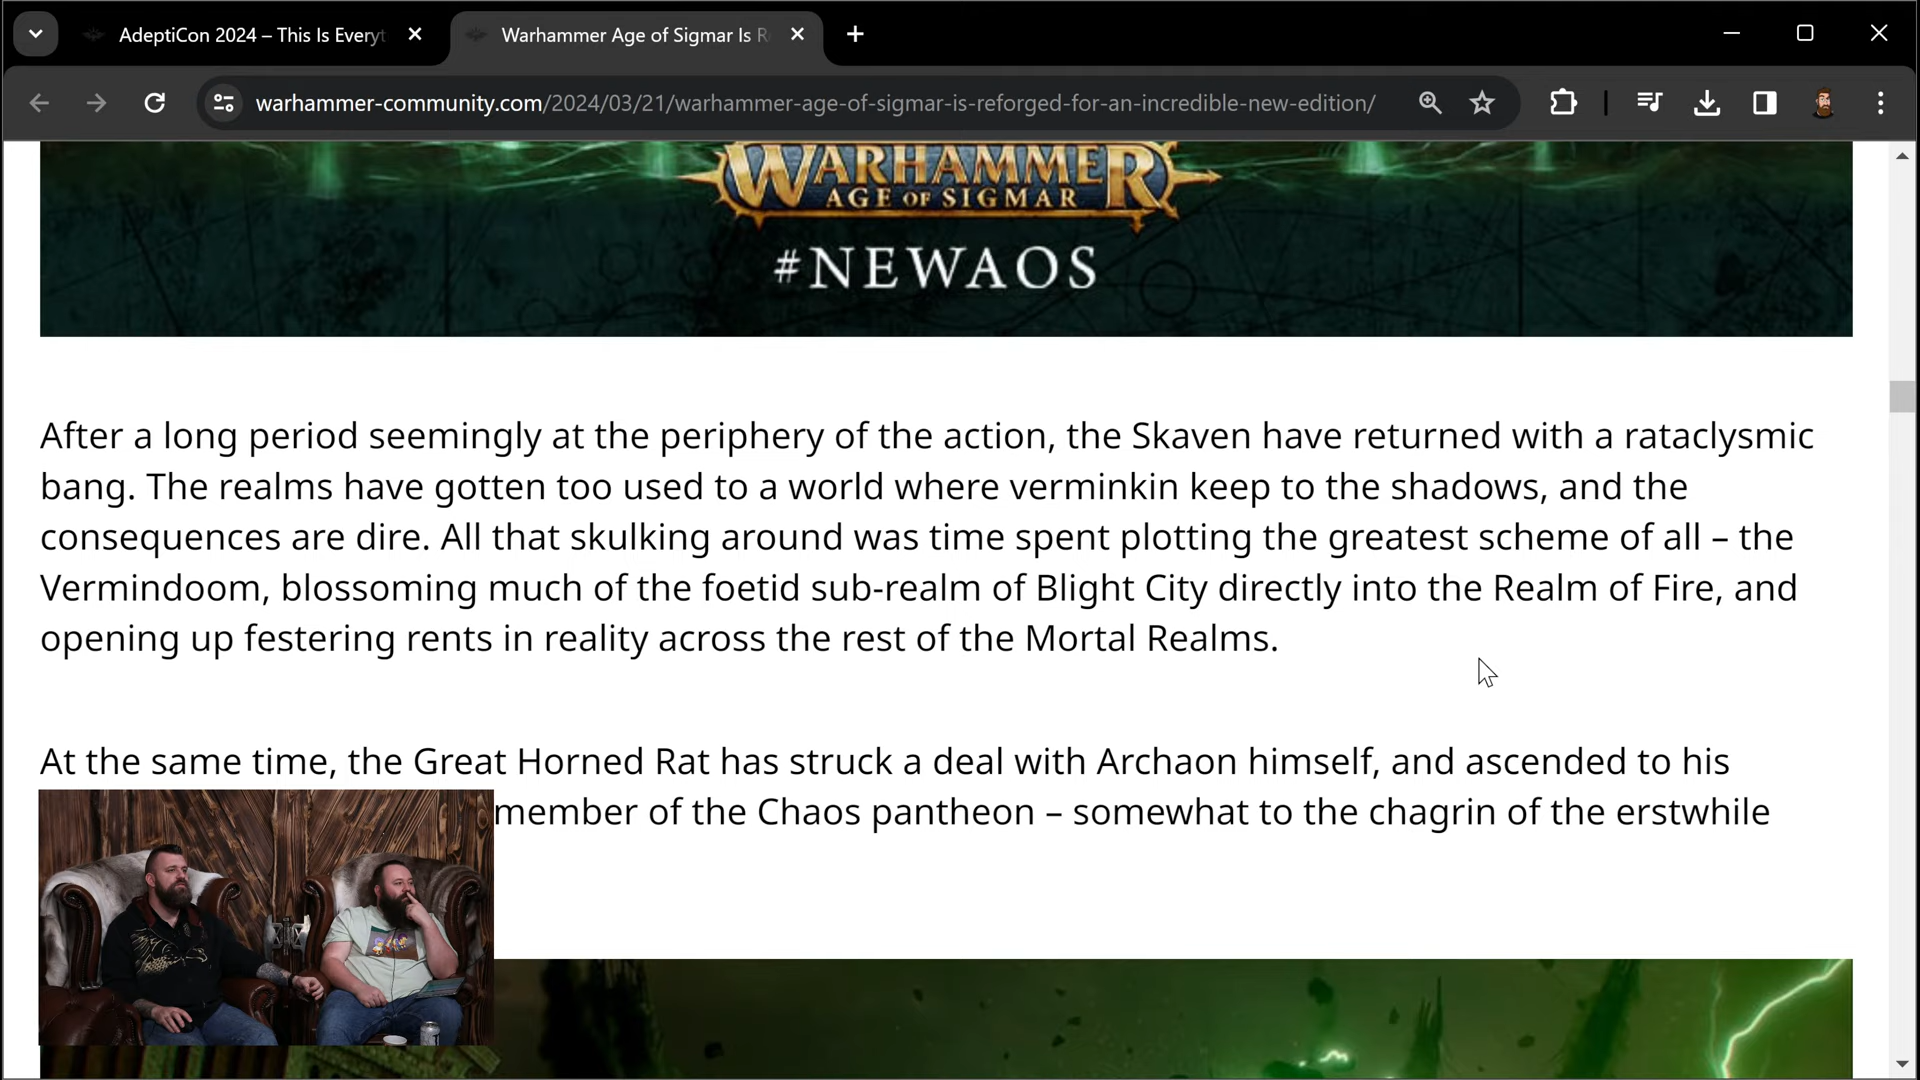 AdeptiCon 2024 – This Is Everyt
Warhammer Age of Sigmar Is R
warhammer-community.com/2024/03/21/warhammer-age-of-sigmar-is-reforged-for-an-incredible-new-edition/
WARHAMMER
AGE OF SIGMAR
#NEWAOS
After a long period seemingly at the periphery of the action, the Skaven have returned with a rataclysmic
bang. The realms have gotten too used to a world where verminkin keep to the shadows, and the
consequences are dire. All that skulking around was time spent plotting the greatest scheme of all – the
Vermindoom, blossoming much of the foetid sub-realm of Blight City directly into the Realm of Fire, and
opening up festering rents in reality across the rest of the Mortal Realms.
At the same time, the Great Horned Rat has struck a deal with Archaon himself, and ascended to his
member of the Chaos pantheon – somewhat to the chagrin of the erstwhile